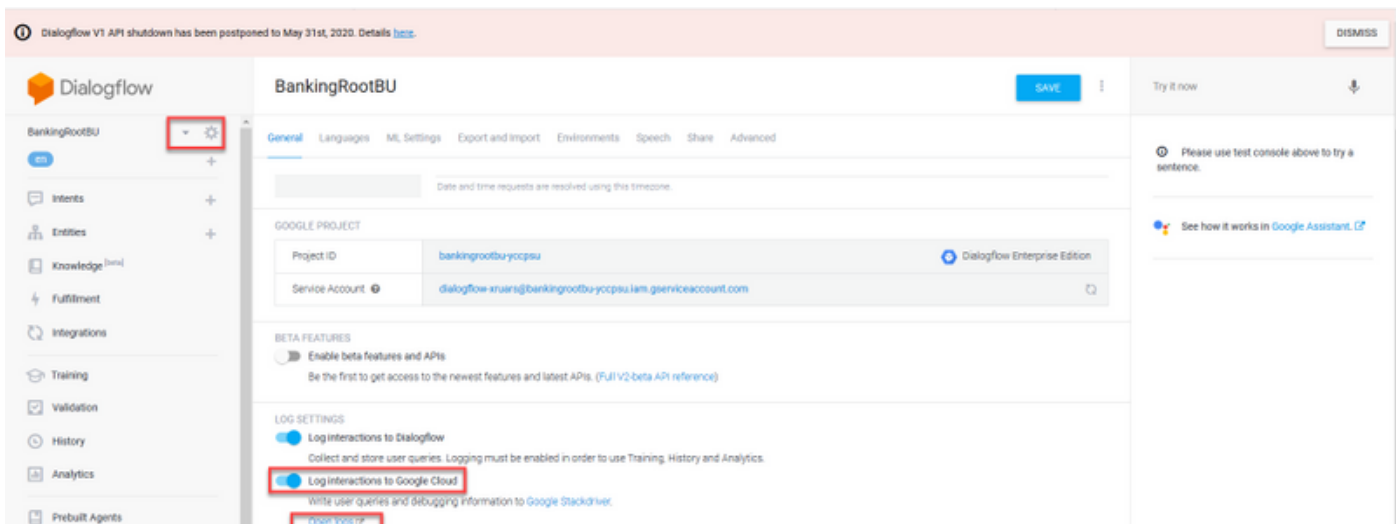 Dialogflow V1 API shutdown has been postponed to May 31st, 2020. Details here.
DISMISS
Dialogflow
BankingRootBU
en
Intents
Entities
Knowledge [beta]
Fulfillment
Integrations
Training
Validation
History
Analytics
Prebuilt Agents
BankingRootBU
SAVE
General Languages ML Settings Export and Import Environments Speech Share Advanced
Date and time requests are resolved using this timezone.
GOOGLE PROJECT
Project ID bankingrootbu-yccpsu Dialogflow Enterprise Edition
Service Account dialogflow-xruars@bankingrootbu-yccpsu.iam.gserviceaccount.com
BETA FEATURES
Enable beta features and APIs
Be the first to get access to the newest features and latest APIs. (Full V2-beta API reference)
LOG SETTINGS
Log interactions to Dialogflow
Collect and store user queries. Logging must be enabled in order to use Training, History and Analytics.
Log interactions to Google Cloud
Write user queries and debugging information to Google Stackdriver.
Open logs
Try it now
Please use test console above to try a
sentence.
See how it works in Google Assistant.